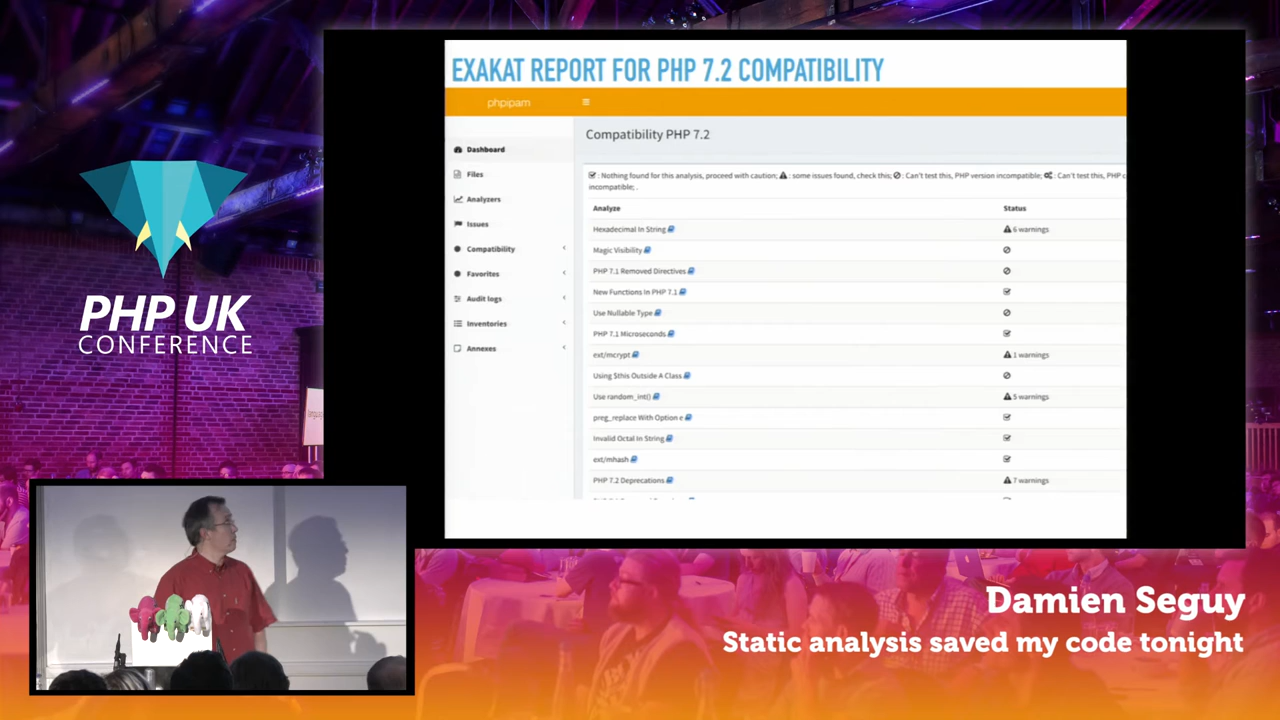 EXAKAT REPORT FOR PHP 7.2 COMPATIBILITY
phpipam
Compatibility PHP 7.2
Dashboard
Files
Analyzers
Issues
Compatibility
Favorites
Audit logs
Inventories
Annexes
: Nothing found for this analysis, proceed with caution; : some issues found, check this; : Can't test this, PHP version incompatible; : Can't test this, PHP c
incompatible; .
Analyze Status
Hexadecimal In String 6 warnings
Magic Visibility
PHP 7.1 Removed Directives
New Functions In PHP 7.1
Use Nullable Type
PHP 7.1 Microseconds
ext/mcrypt 1 warnings
Using $this Outside A Class
Use random_int() 5 warnings
preg_replace With Option e
Invalid Octal In String
ext/mhash
PHP 7.2 Deprecations 7 warnings
PHP UK
CONFERENCE
Damien Seguy
Static analysis saved my code tonight